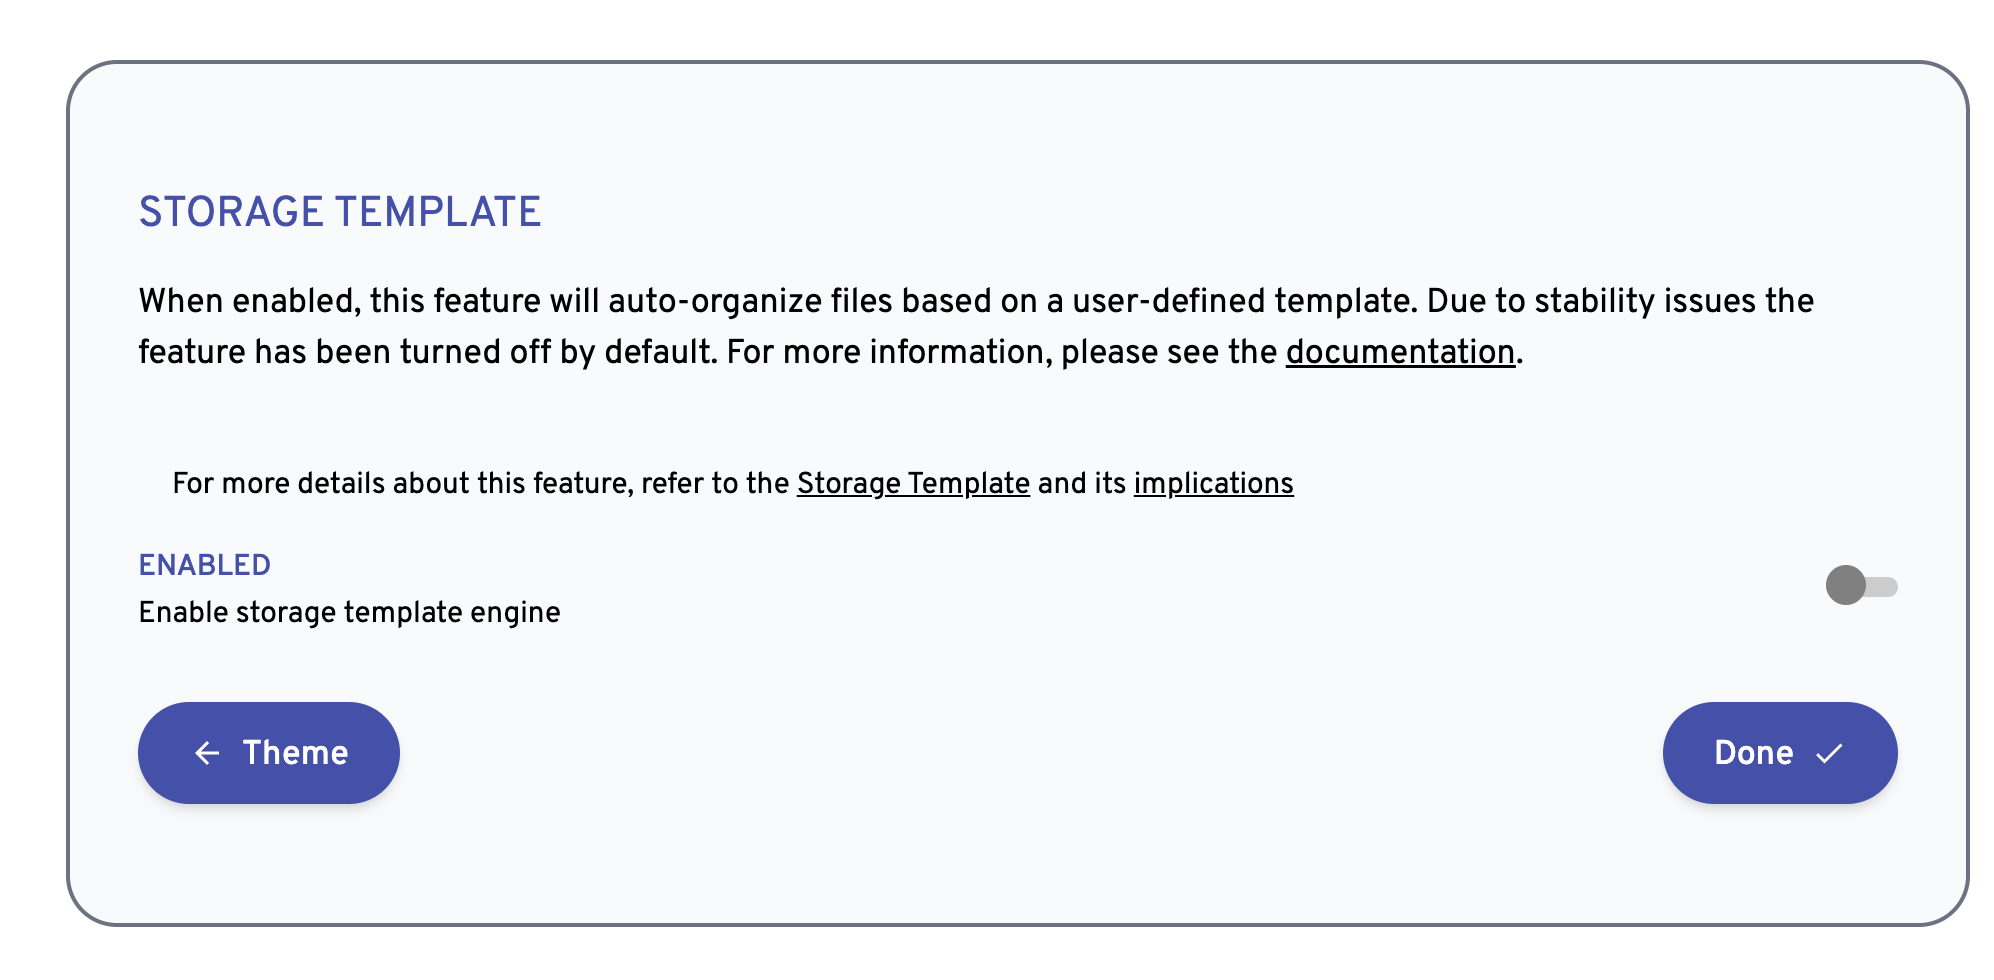 STORAGE TEMPLATE
When enabled, this feature will auto-organize files based on a user-defined template. Due to stability issues the
feature has been turned off by default. For more information, please see the documentation.
For more details about this feature, refer to the Storage Template and its implications
ENABLED
Enable storage template engine
Theme
Done